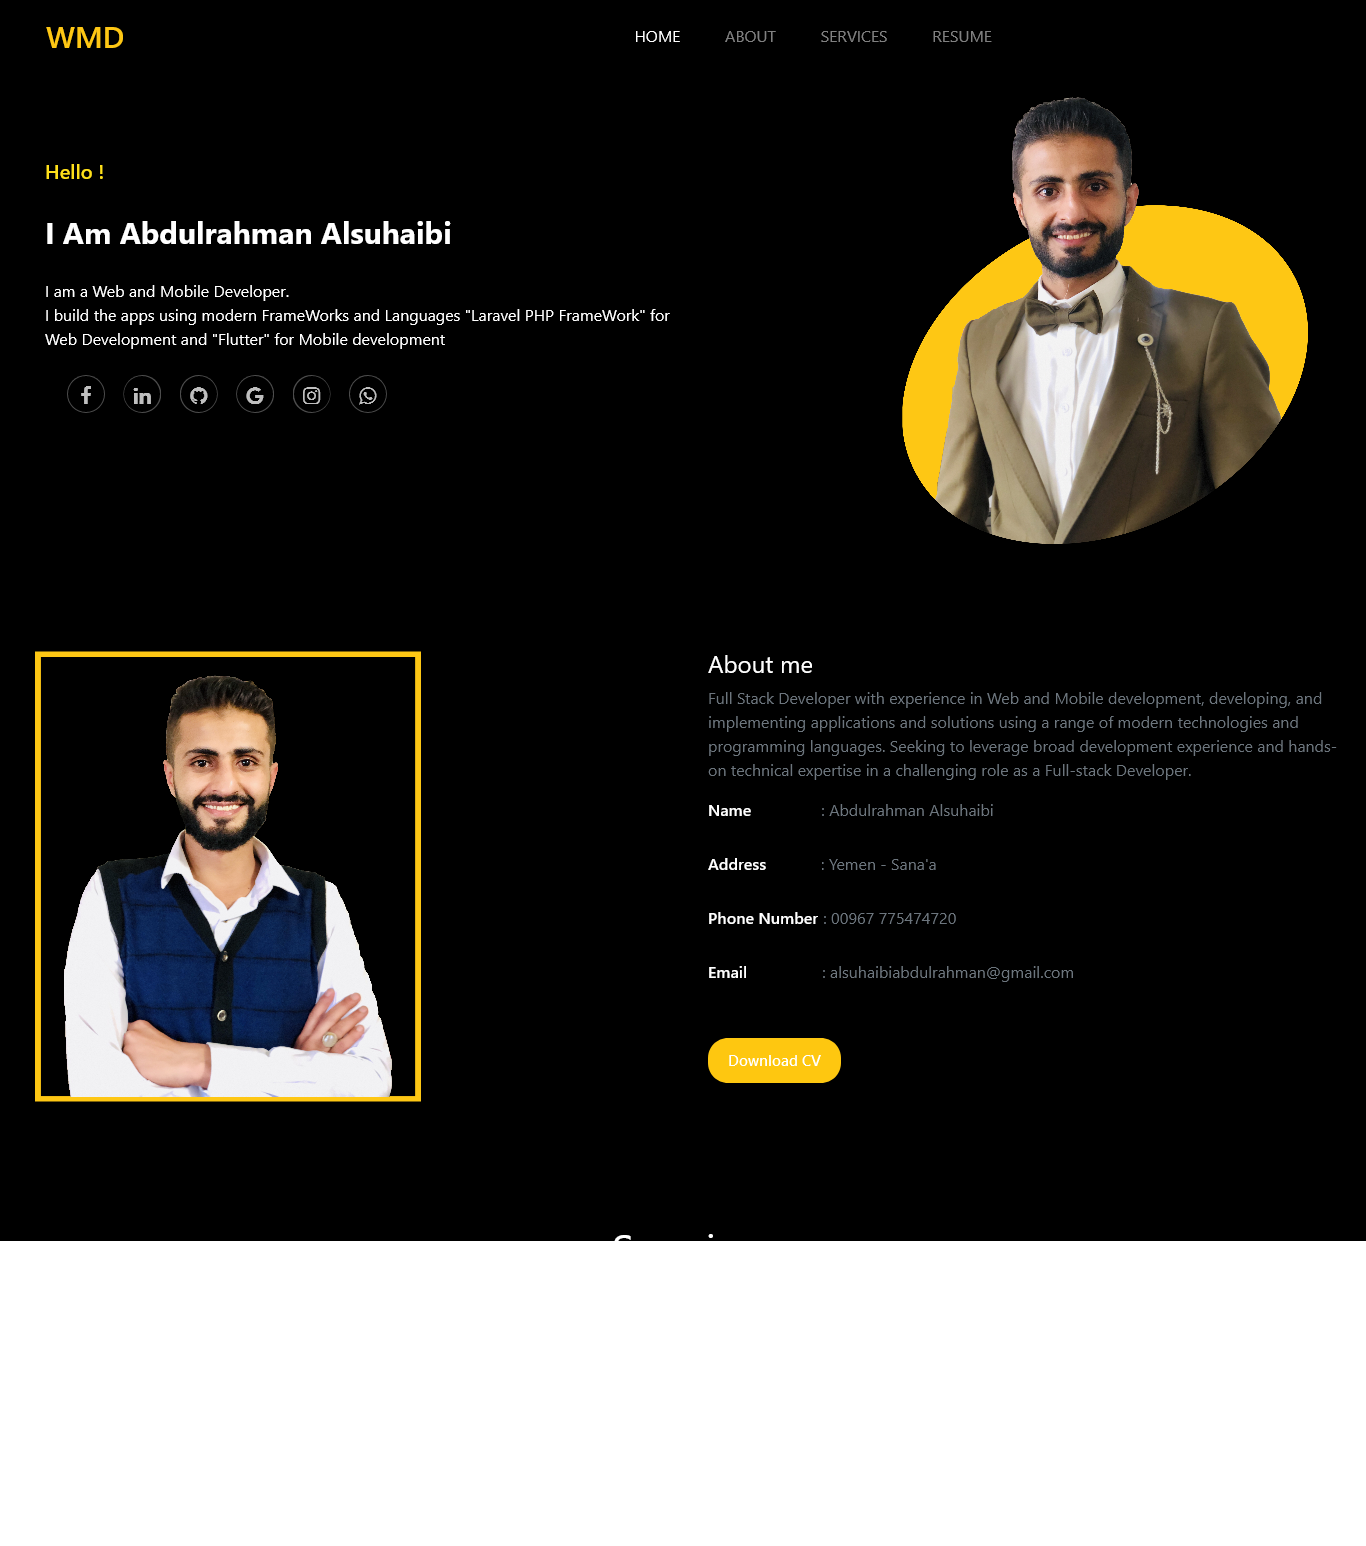 WMD
HOME
ABOUT
SERVICES
RESUME
Hello !
I Am Abdulrahman Alsuhaibi
I am a Web and Mobile Developer.
I build the apps using modern FrameWorks and Languages "Laravel PHP FrameWork" for
Web Development and "Flutter" for Mobile development
About me
Full Stack Developer with experience in Web and Mobile development, developing, and
implementing applications and solutions using a range of modern technologies and
programming languages. Seeking to leverage broad development experience and hands-
on technical expertise in a challenging role as a Full-stack Developer.
Name : Abdulrahman Alsuhaibi
Address : Yemen - Sana'a
Phone Number : 00967 775474720
Email : alsuhaibiabdulrahman@gmail.com
Download CV